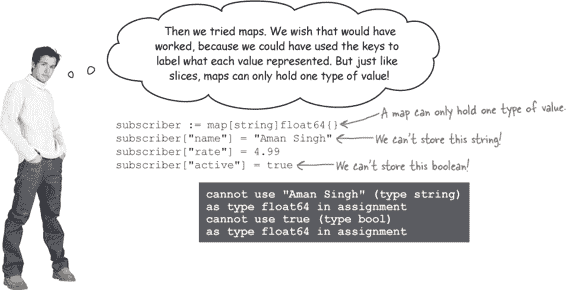 Then we tried maps. We wish that would have
worked, because we could have used the keys to
label what each value represented. But just like
slices, maps can only hold one type of value!
A map can only hold one type of value.
subscriber := map[string]float64{}
subscriber["name"] = "Aman Singh"
We can't store this string!
subscriber["rate"] = 4.99
subscriber["active"] = true
We can't store this boolean!
cannot use "Aman Singh" (type string)
as type float64 in assignment
cannot use true (type bool)
as type float64 in assignment